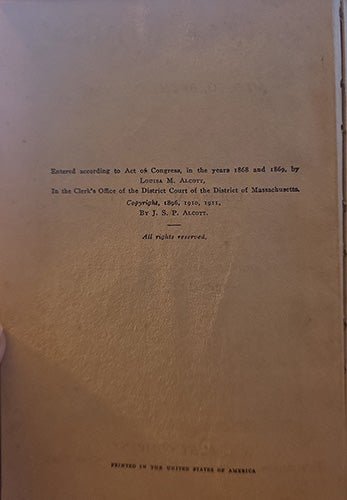 Entered according to Act of Congress, in the years 1868 and 1869, by
Louisa M. Alcott,
In the Clerk's Office of the District Court of the District of Massachusetts.
Copyright, 1896, 1910, 1911,
By J. S. P. Alcott.
All rights reserved.
PRINTED IN THE UNITED STATES OF AMERICA